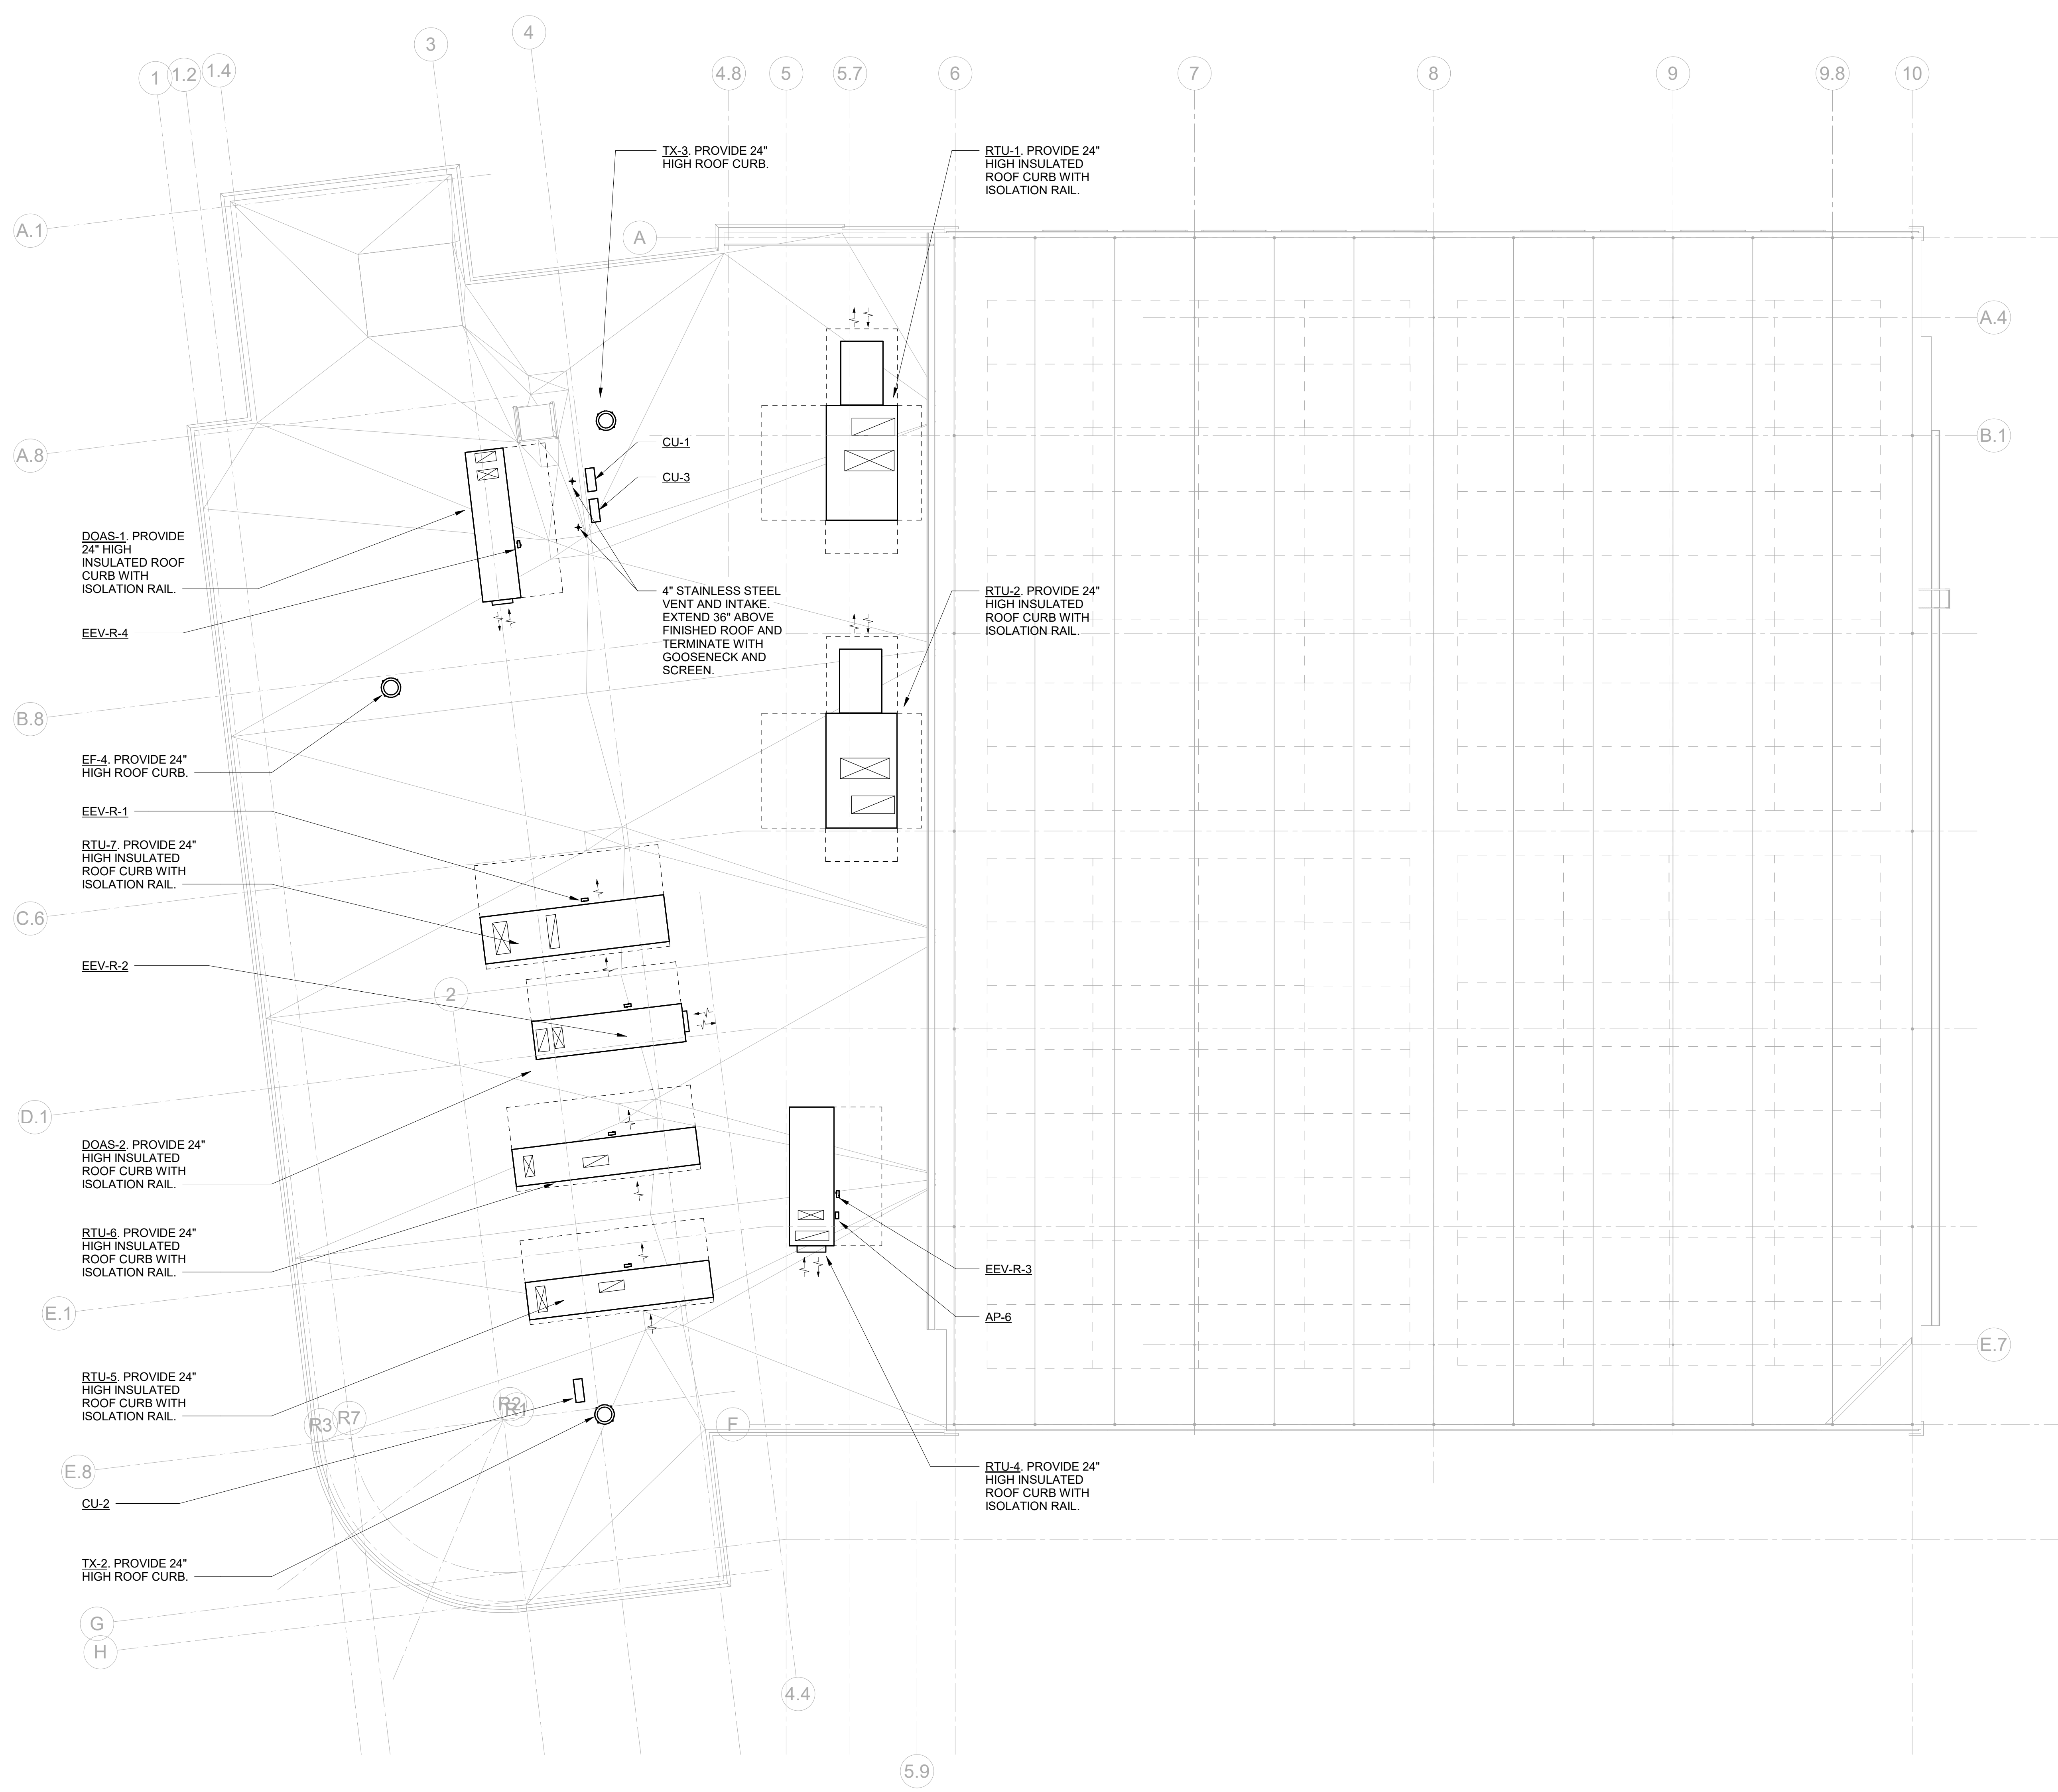 1
1.2
1.4
3
4
4.8
5
5.7
6
7
8
9
9.8
10
TX-3. PROVIDE 24"
HIGH ROOF CURB.
RTU-1. PROVIDE 24"
HIGH INSULATED
ROOF CURB WITH
ISOLATION RAIL.
A.1
A
A.4
A.8
B.1
CU-1
CU-3
DOAS-1. PROVIDE
24" HIGH
INSULATED ROOF
CURB WITH
ISOLATION RAIL.
4" STAINLESS STEEL
VENT AND INTAKE.
EXTEND 36" ABOVE
FINISHED ROOF AND
TERMINATE WITH
GOOSENECK AND
SCREEN.
RTU-2. PROVIDE 24"
HIGH INSULATED
ROOF CURB WITH
ISOLATION RAIL.
EEV-R-4
B.8
EF-4. PROVIDE 24"
HIGH ROOF CURB.
EEV-R-1
RTU-7. PROVIDE 24"
HIGH INSULATED
ROOF CURB WITH
ISOLATION RAIL.
C.6
EEV-R-2
2
D.1
DOAS-2. PROVIDE 24"
HIGH INSULATED
ROOF CURB WITH
ISOLATION RAIL.
RTU-6. PROVIDE 24"
HIGH INSULATED
ROOF CURB WITH
ISOLATION RAIL.
EEV-R-3
E.1
AP-6
E.7
RTU-5. PROVIDE 24"
HIGH INSULATED
ROOF CURB WITH
ISOLATION RAIL.
R3
R7
R2
R1
F
E.8
RTU-4. PROVIDE 24"
HIGH INSULATED
ROOF CURB WITH
ISOLATION RAIL.
CU-2
TX-2. PROVIDE 24"
HIGH ROOF CURB.
G
H
4.4
5.9